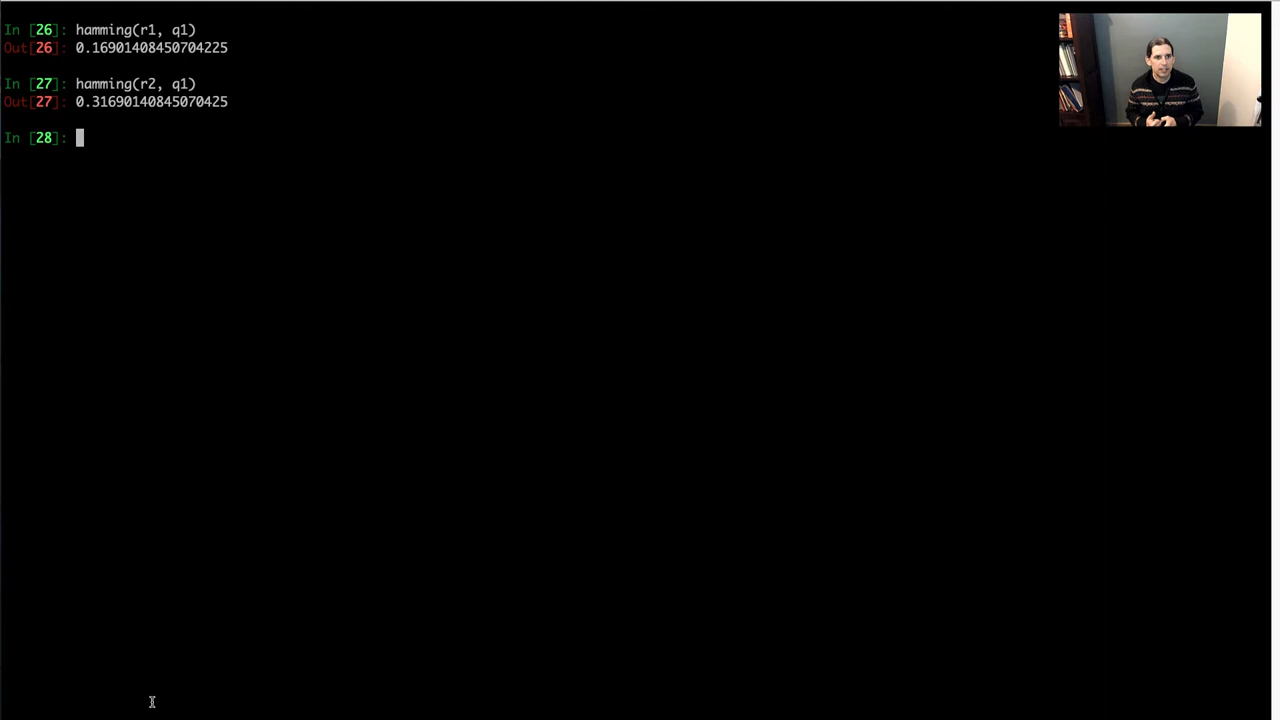 In [26]: hamming(r1, q1)
Out[26]: 0.16901408450704225
In [27]: hamming(r2, q1)
Out[27]: 0.31690140845070425
In [28]: